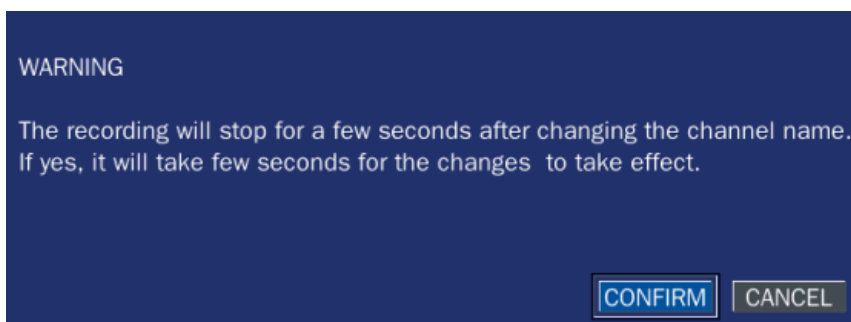 WARNING
The recording will stop for a few seconds after changing the channel name.
If yes, it will take few seconds for the changes  to take effect.
CONFIRM CANCEL